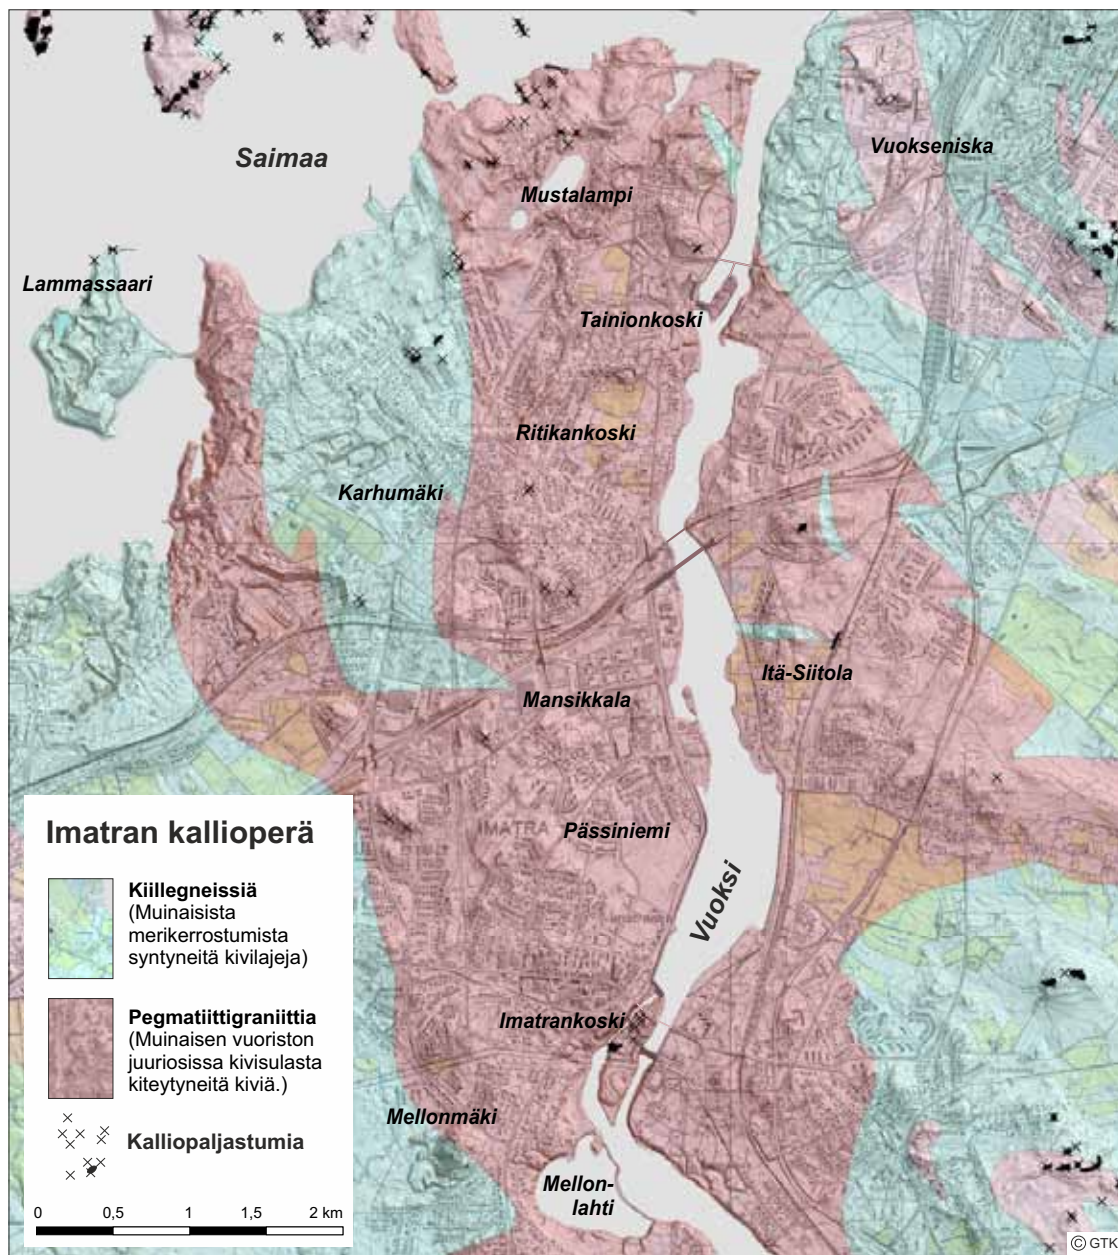 Saimaa
Vuokseniska
Mustalampi
Lammassaari
Tainionkoski
Ritikankoski
Karhumäki
Itä-Siitola
Mansikkala
IMATRA
Pässiniemi
Vuoksi
Imatrankoski
Mellonmäki
Mellon-
lahti
Imatran kallioperä
Kiillegneissiä
(Muinaisista
merikerrostumista
syntyneitä kivilajeja)
Pegmatiittigraniittia
(Muinaisen vuoriston
juuriosissa kivisulasta
kiteytyneitä kiviä.)
Kalliopaljastumia
0 0,5 1 1,5 2 km
© GTK